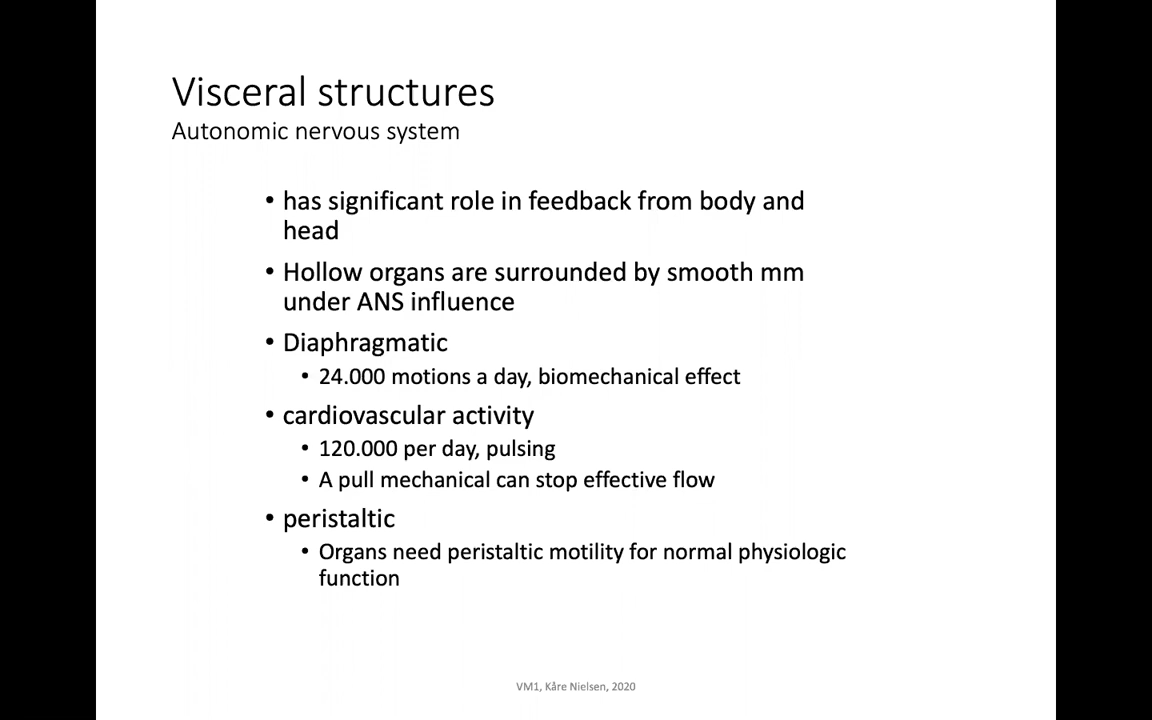 Visceral structures
Autonomic nervous system
• has significant role in feedback from body and
head
• Hollow organs are surrounded by smooth mm
under ANS influence
• Diaphragmatic
• 24.000 motions a day, biomechanical effect
• cardiovascular activity
• 120.000 per day, pulsing
• A pull mechanical can stop effective flow
• peristaltic
• Organs need peristaltic motility for normal physiologic
function
VM1, Kåre Nielsen, 2020